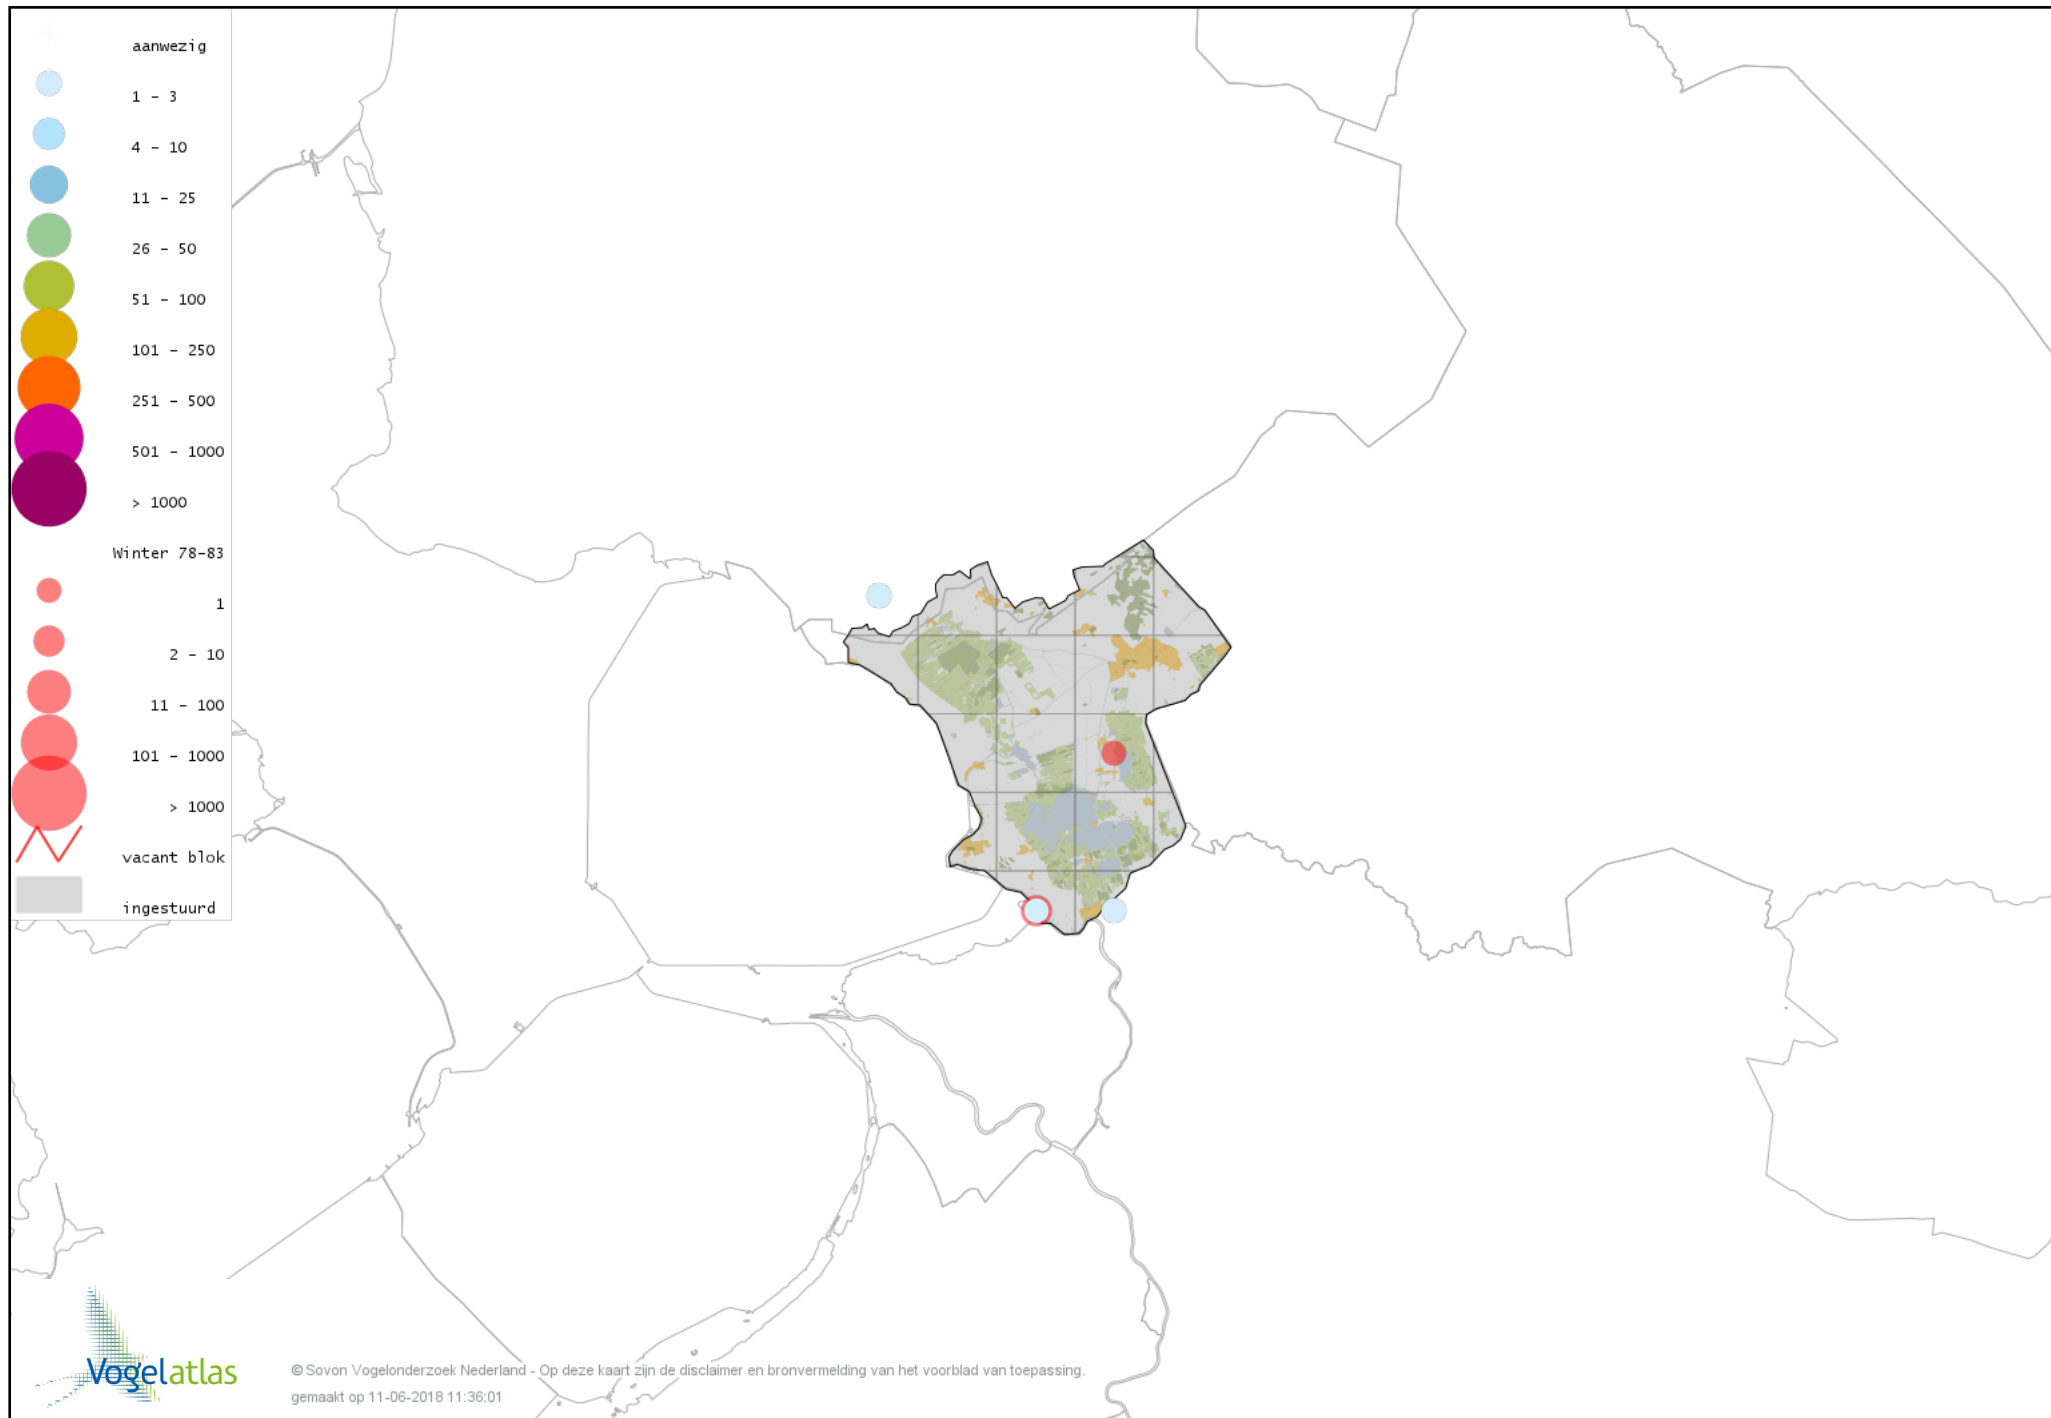 aanwezig
1 - 3
4 - 10
11 - 25
26 - 50
51 - 100
101 - 250
251 - 500
501 - 1000
> 1000
Winter 78-83
1
2 - 10
11 - 100
101 - 1000
> 1000
vacant blok
ingestuurd
Vogelatlas
© Sovon Vogelonderzoek Nederland - Op deze kaart zijn de disclaimer en bronvermelding van het voorblad van toepassing.
gemaakt op 11-06-2018 11:36:01